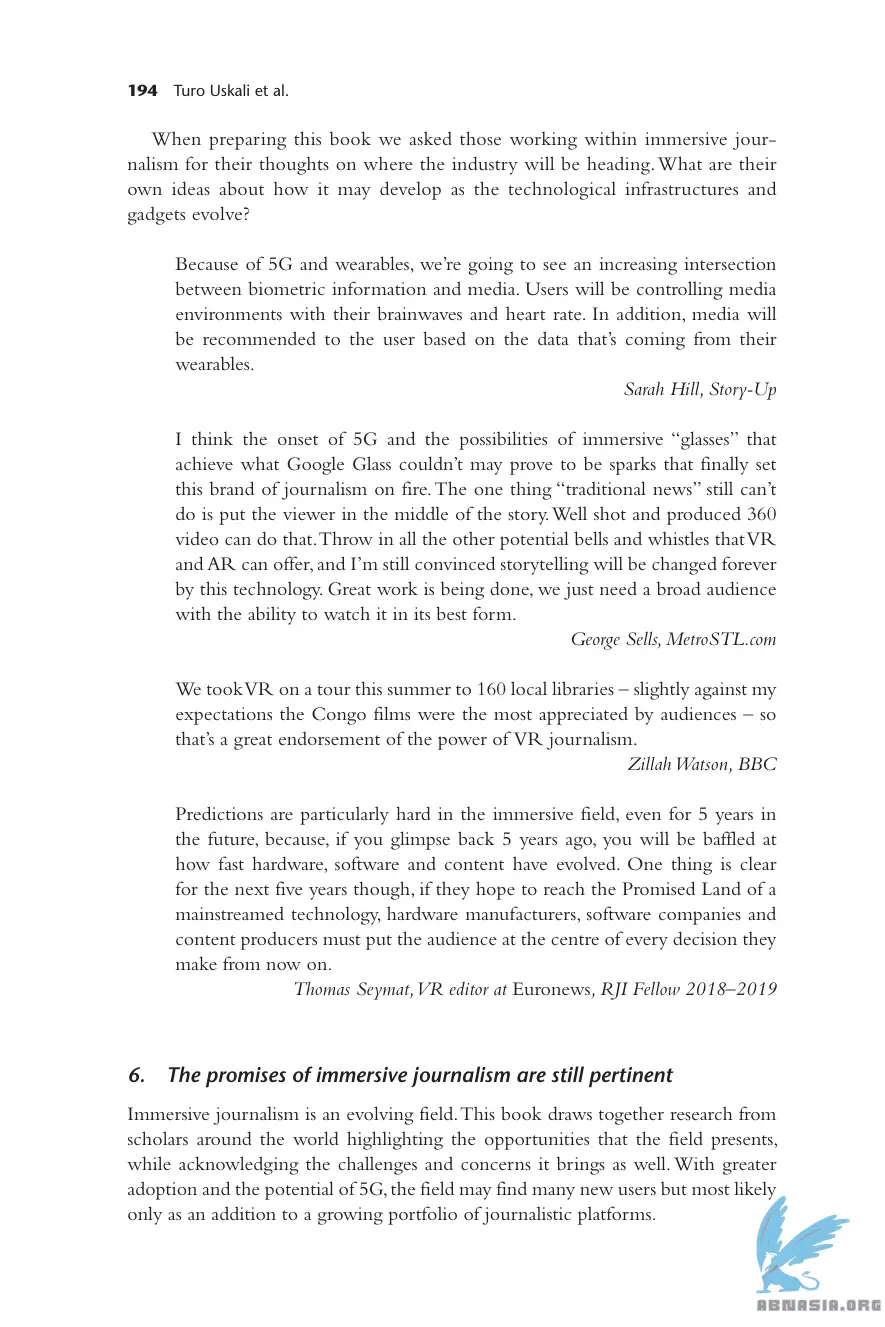 194 Turo Uskali et al.
When preparing this book we asked those working within immersive jour-
nalism for their thoughts on where the industry will be heading. What are their
own ideas about how it may develop as the technological infrastructures and
gadgets evolve?
Because of 5G and wearables, we're going to see an increasing intersection
between biometric information and media. Users will be controlling media
environments with their brainwaves and heart rate. In addition, media will
be recommended to the user based on the data that's coming from their
wearables.
Sarah Hill, Story-Up
I think the onset of 5G and the possibilities of immersive “glasses” that
achieve what Google Glass couldn't may prove to be sparks that finally set
this brand of journalism on fire. The one thing “traditional news” still can't
do is put the viewer in the middle of the story. Well shot and produced 360
video can do that. Throw in all the other potential bells and whistles that VR
and AR can offer, and I'm still convinced storytelling will be changed forever
by this technology. Great work is being done, we just need a broad audience
with the ability to watch it in its best form.
George Sells, MetroSTL.com
We took VR on a tour this summer to 160 local libraries – slightly against my
expectations the Congo films were the most appreciated by audiences – so
that's a great endorsement of the power of VR journalism.
Zillah Watson, BBC
Predictions are particularly hard in the immersive field, even for 5 years in
the future, because, if you glimpse back 5 years ago, you will be baffled at
how fast hardware, software and content have evolved. One thing is clear
for the next five years though, if they hope to reach the Promised Land of a
mainstreamed technology, hardware manufacturers, software companies and
content producers must put the audience at the centre of every decision they
make from now on.
Thomas Seymat, VR editor at Euronews, RJI Fellow 2018–2019
6. The promises of immersive journalism are still pertinent
Immersive journalism is an evolving field. This book draws together research from
scholars around the world highlighting the opportunities that the field presents,
while acknowledging the challenges and concerns it brings as well. With greater
adoption and the potential of 5G, the field may find many new users but most likely
only as an addition to a growing portfolio of journalistic platforms.
ABNASIA.ORG